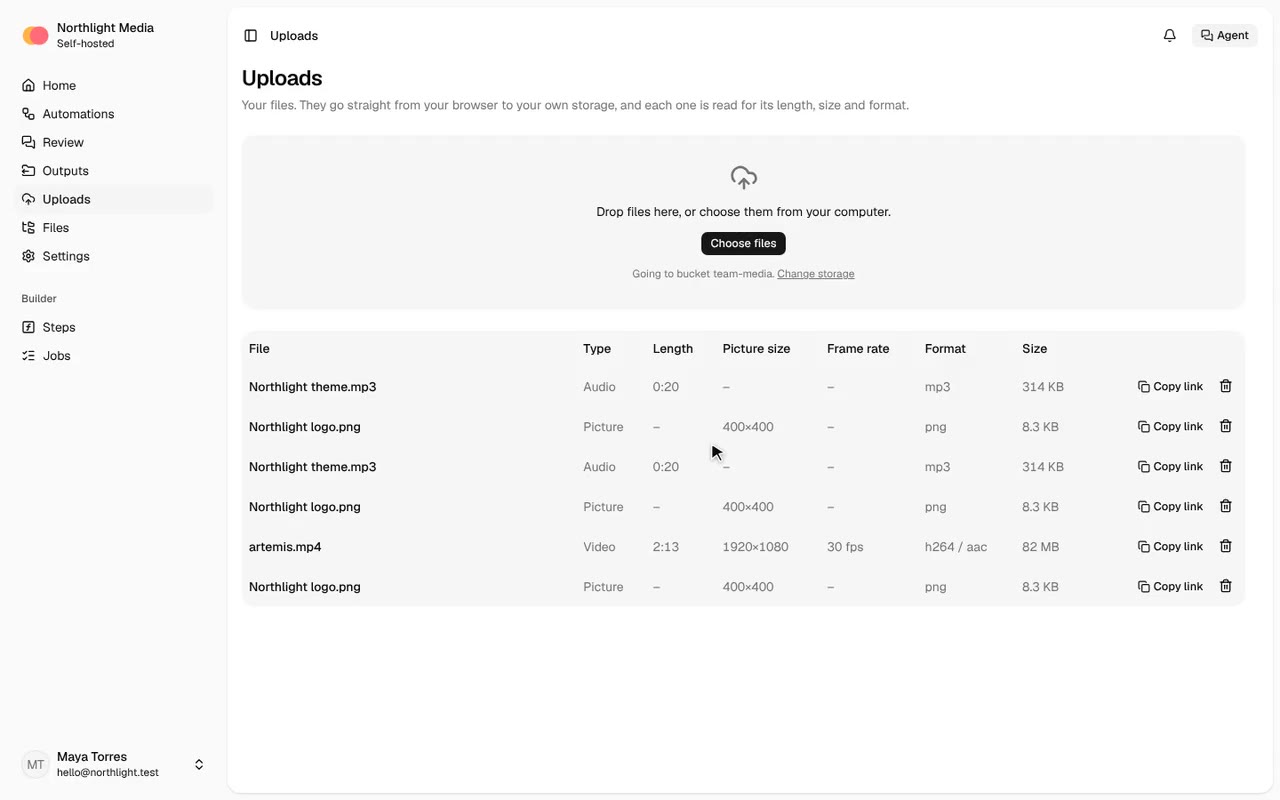 Northlight Media
Self-hosted
Home
Automations
Review
Outputs
Uploads
Files
Settings
Builder
Steps
Jobs
MT
Maya Torres
hello@northlight.test
Uploads
Agent
Uploads
Your files. They go straight from your browser to your own storage, and each one is read for its length, size and format.
Drop files here, or choose them from your computer.
Choose files
Going to bucket team-media. Change storage
File Type Length Picture size Frame rate Format Size
Northlight theme.mp3 Audio 0:20 – – mp3 314 KB Copy link
Northlight logo.png Picture – 400×400 – png 8.3 KB Copy link
Northlight theme.mp3 Audio 0:20 – – mp3 314 KB Copy link
Northlight logo.png Picture – 400×400 – png 8.3 KB Copy link
artemis.mp4 Video 2:13 1920×1080 30 fps h264 / aac 82 MB Copy link
Northlight logo.png Picture – 400×400 – png 8.3 KB Copy link